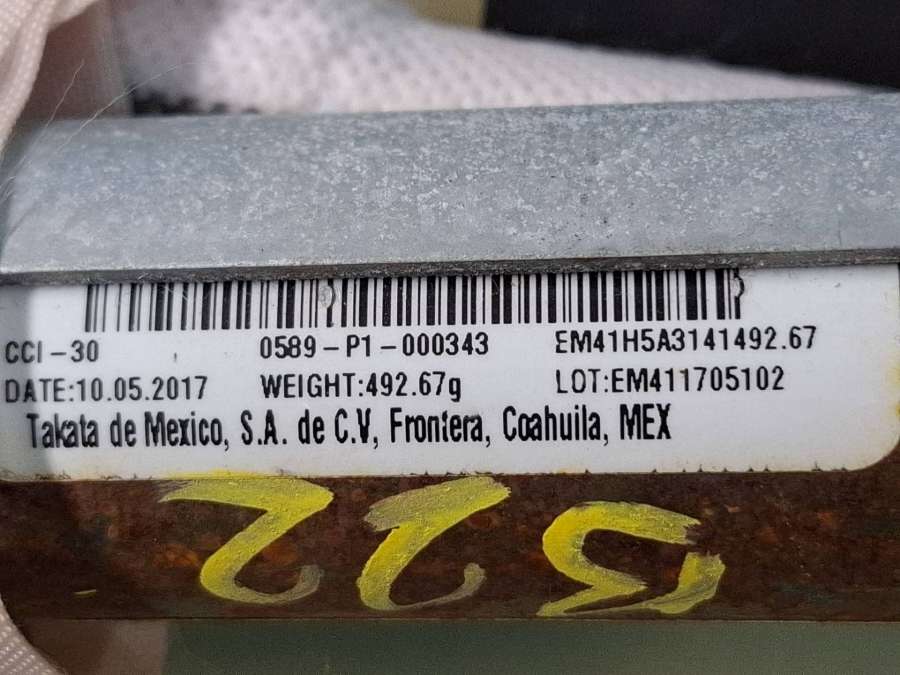 CCI-30 0589-P1-000343 EM41H5A3141492.67
DATE:10.05.2017 WEIGHT:492.67g LOT:EM411705102
Takata de Mexico, S.A. de C.V, Frontera, Coahuila, MEX